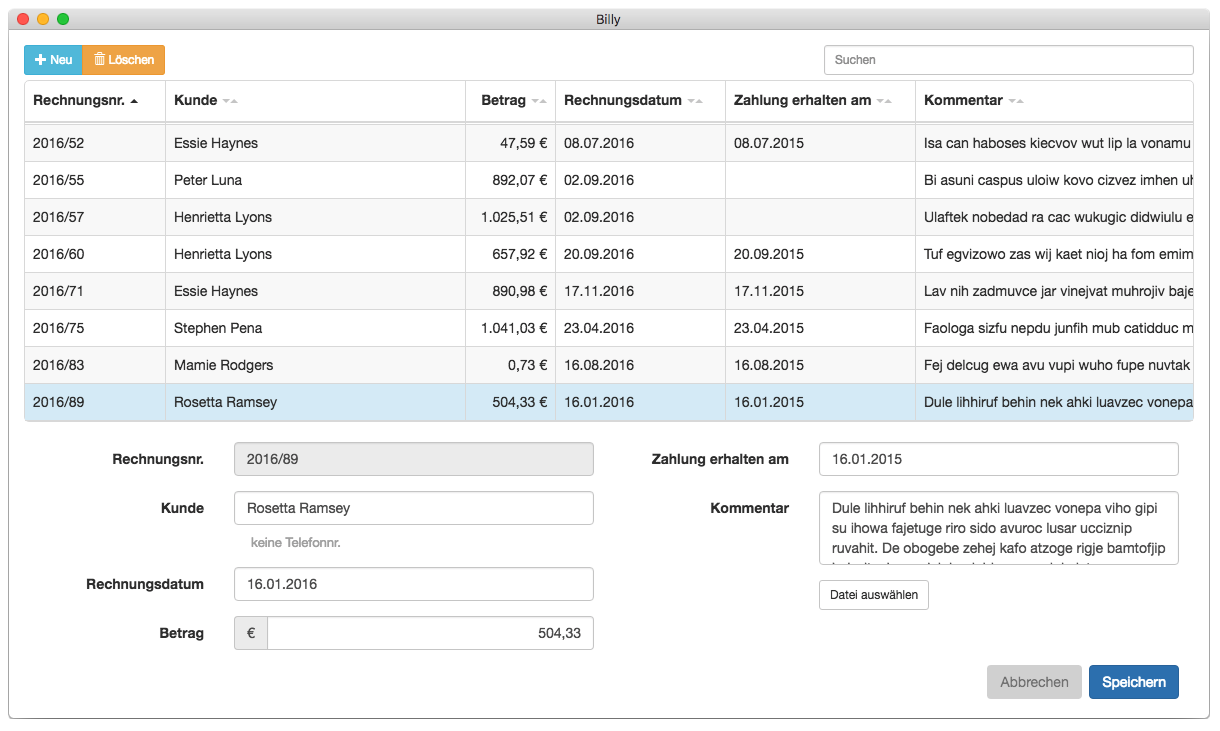 Billy
Neu Löschen Suchen
Rechnungsnr. Kunde Betrag Rechnungsdatum Zahlung erhalten am Kommentar
2016/52 Essie Haynes 47,59 € 08.07.2016 08.07.2015 Isa can haboses kiecvov wut lip la vonamu
2016/55 Peter Luna 892,07 € 02.09.2016 Bi asuni caspus uloiw kovo cizvez imhen
2016/57 Henrietta Lyons 1.025,51 € 02.09.2016 Ulaftek nobedad ra cac wukugic didwiulu e
2016/60 Henrietta Lyons 657,92 € 20.09.2016 20.09.2015 Tuf egvizowo zas wij kaet nioj ha fom emim
2016/71 Essie Haynes 890,98 € 17.11.2016 17.11.2015 Lav nih zadmuvce jar vinejvat muhrojiv baje
2016/75 Stephen Pena 1.041,03 € 23.04.2016 23.04.2015 Faologa sizfu nepdu junfih mub catidduc m
2016/83 Mamie Rodgers 0,73 € 16.08.2016 16.08.2015 Fej delcug ewa avu vupi wuho fupe nuvtak
2016/89 Rosetta Ramsey 504,33 € 16.01.2016 16.01.2015 Dule lihhiruf behin nek ahki luavzec vonepa
Rechnungsnr. 2016/89
Kunde Rosetta Ramsey
keine Telefonnr.
Rechnungsdatum 16.01.2016
Betrag € 504,33
Zahlung erhalten am 16.01.2015
Kommentar Dule lihhiruf behin nek ahki luavzec vonepa viho gipi
su ihowa fajetuge riro sido avuroc lusar ucciznip
ruvahit. De obogebe zehej kafo atzoge rigje bamtofjip
Datei auswählen
Abbrechen Speichern